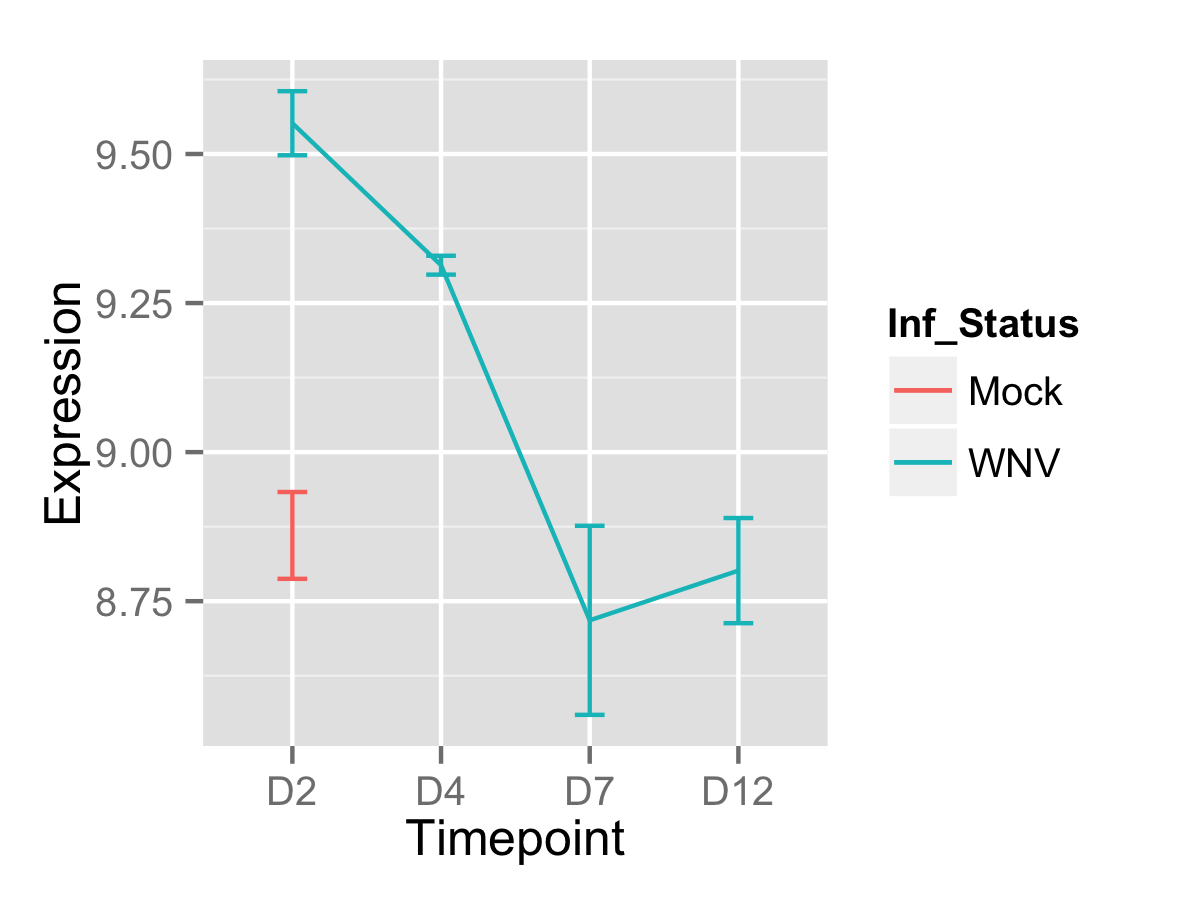 Expression
9.50
9.25
9.00
8.75
D2 D4 D7 D12
Timepoint
Inf_Status
Mock
WNV